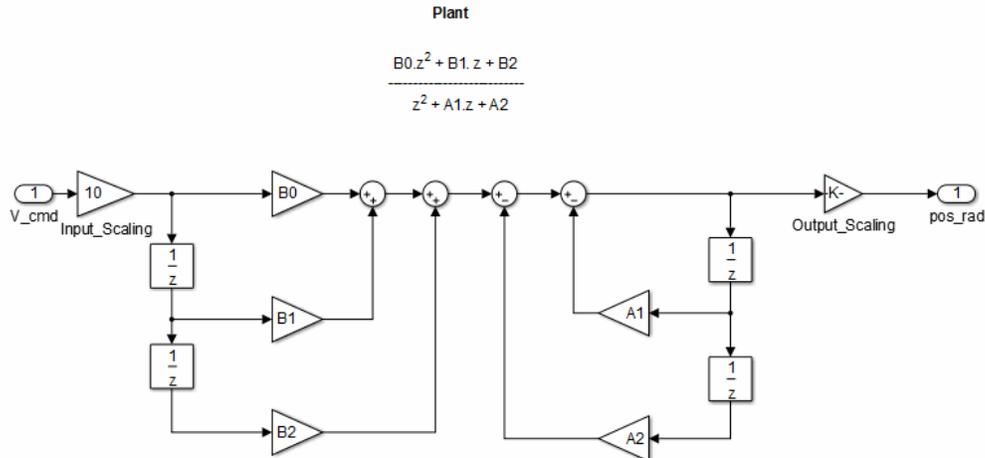 Plant
B0.z² + B1. z + B2
---------------------------
z² + A1.z + A2
1
V_cmd
10
Input_Scaling
B0
+
+
+
+
+
−
+
−
-K-
Output_Scaling
1
pos_rad
1
z
1
z
B1
A1
1
z
1
z
B2
A2